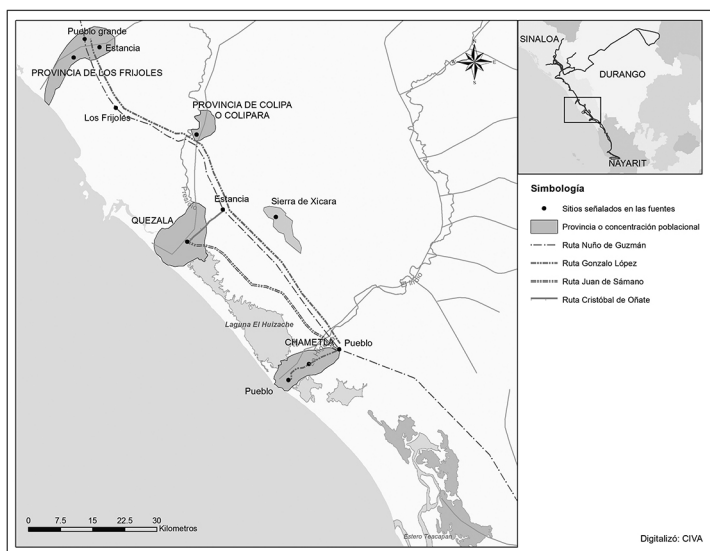 Pueblo grande
Estancia
PROVINCIA DE LOS FRIJOLES
Los Frijoles
PROVINCIA DE COLIPA
O COLIPARA
Presidio
Estancia
QUEZALA
Sierra de Xicara
Laguna El Huizache
CHAMETLA
Pueblo
Pueblo
Estero Teacapan
0
7.5
15
22.5
30
Kilometros
N
S
SINALOA
DURANGO
NAYARIT
Simbología
Sitios señalados en las fuentes
Provincia o concentración poblacional
Ruta Nuño de Guzmán
Ruta Gonzalo López
Ruta Juan de Sámano
Ruta Cristóbal de Oñate
Digitalizó: CIVA